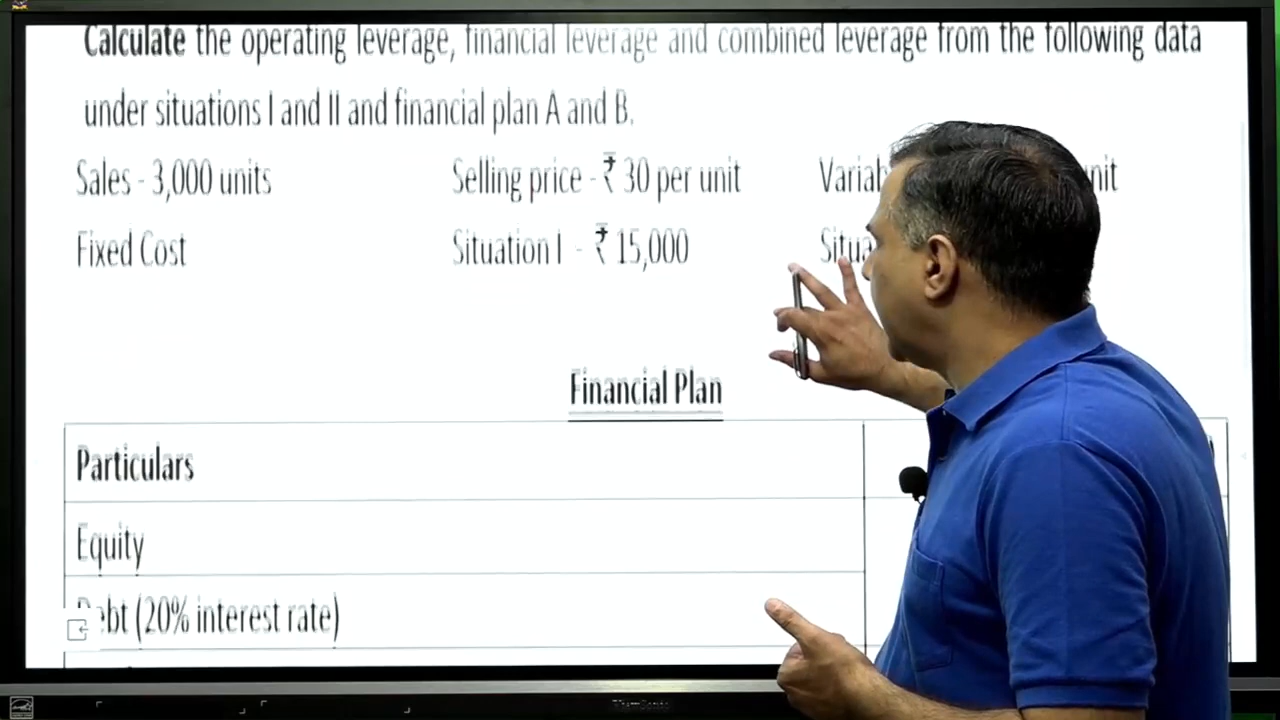 Calculate the operating leverage, financial leverage and combined leverage from the following data
under situations I and II and financial plan A and B.
Sales - 3,000 units Selling price - ₹ 30 per unit
Fixed Cost Situation I - ₹ 15,000
Financial Plan
Particulars
Equity
(20% interest rate)